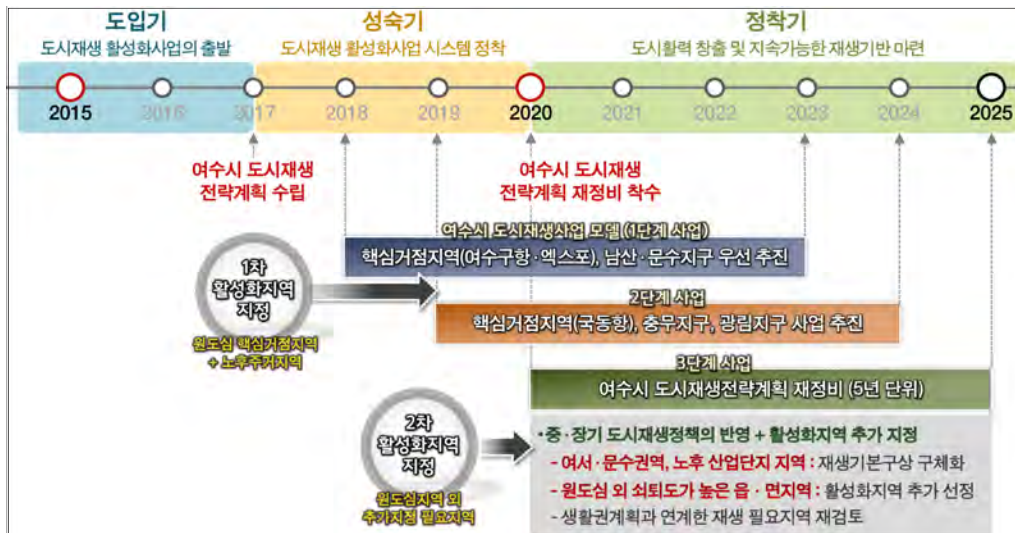 도입기
도시재생 활성화사업의 출발
성숙기
도시재생 활성화사업 시스템 정착
정착기
도시활력 창출 및 지속가능한 재생기반 마련
2015 2016 2017 2018 2019 2020 2021 2022 2023 2024 2025
여수시 도시재생
전략계획 수립
여수시 도시재생
전략계획 재정비 착수
1차
활성화지역
지정
원도심 핵심거점지역
+ 노후주거지역
여수시 도시재생사업 모델 (1단계 사업)
핵심거점지역(여수구항·엑스포), 남산·문수지구 우선 추진
2단계 사업
핵심거점지역(국동항), 충무지구, 광림지구 사업 추진
3단계 사업
여수시 도시재생전략계획 재정비 (5년 단위)
2차
활성화지역
지정
원도심지역 외
추가지정 필요지역
•중·장기 도시재생정책의 반영 + 활성화지역 추가 지정
- 여서·문수권역, 노후 산업단지 지역 : 재생기본구상 구체화
- 원도심 외 쇠퇴도가 높은 읍·면지역 : 활성화지역 추가 선정
- 생활권계획과 연계한 재생 필요지역 재검토